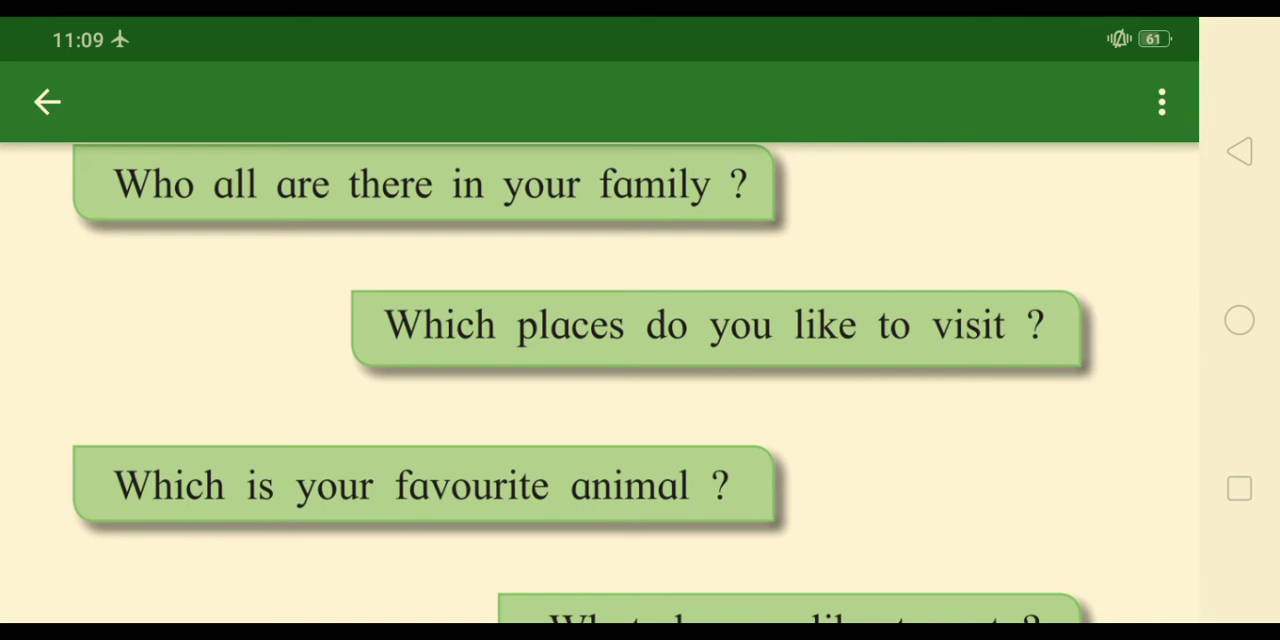 11:09
61
Who all are there in your family ?
Which places do you like to visit ?
Which is your favourite animal ?